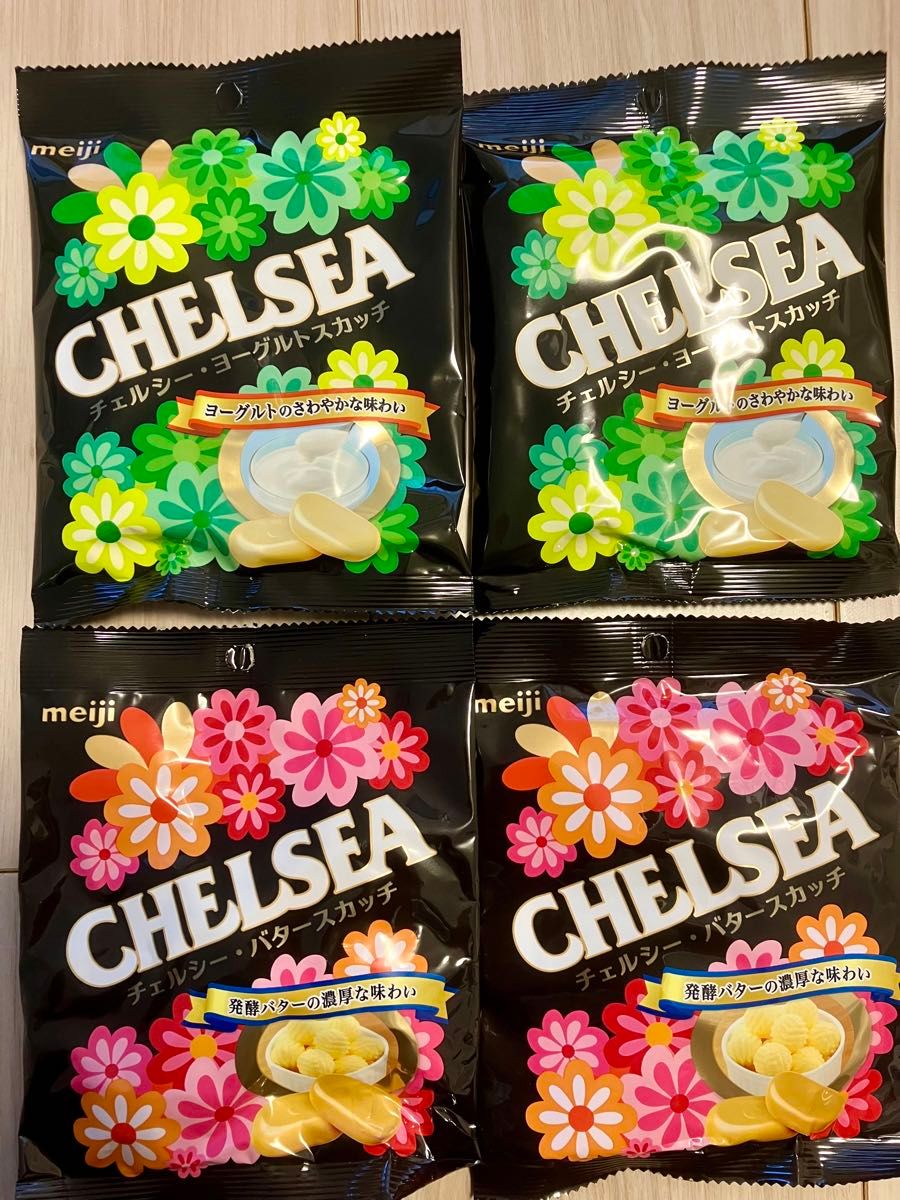 meiji
CHELSEA
チェルシー・ヨーグルトスカッチ
ヨーグルトのさわやかな味わい
meiji
CHELSEA
チェルシー・ヨーグルトスカッチ
ヨーグルトのさわやかな味わい
meiji
CHELSEA
チェルシー・バタースカッチ
発酵バターの濃厚な味わい
meiji
CHELSEA
チェルシー・バタースカッチ
発酵バターの濃厚な味わい